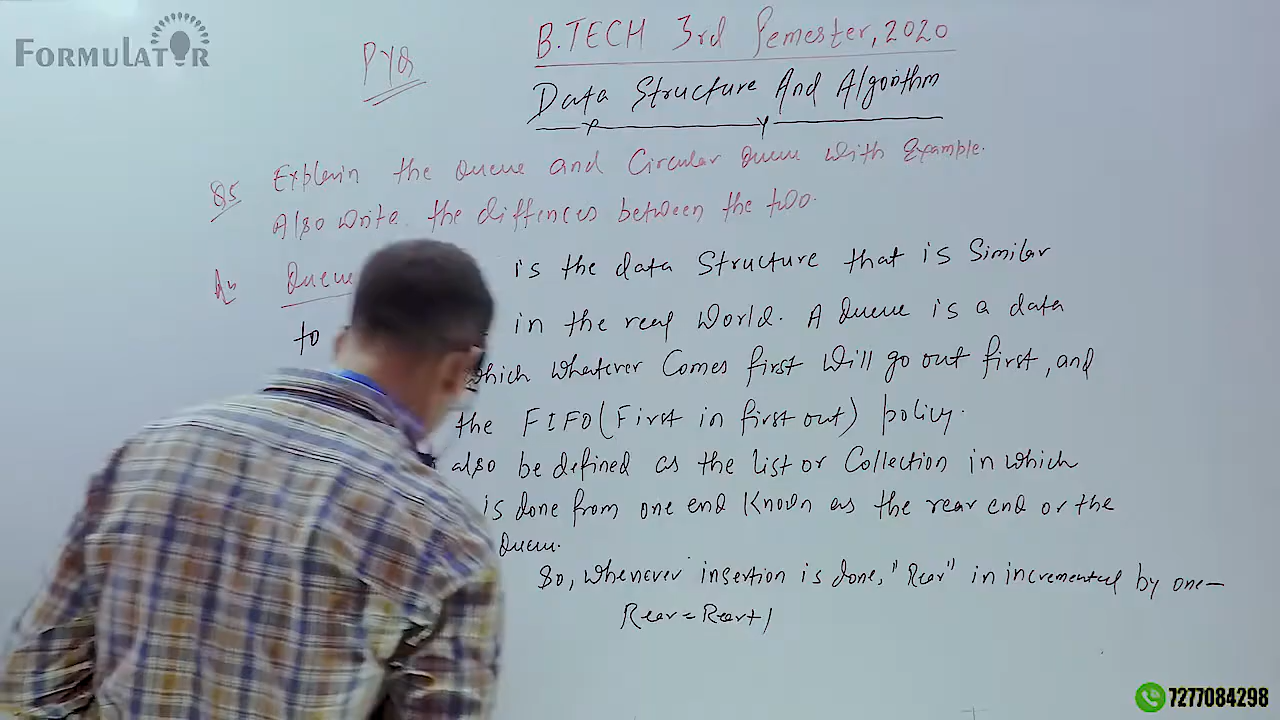 FORMULATOR
PYQ
B.TECH 3rd Semester, 2020
Data Structure And Algorithm
Q5 Explain the Queue and Circular Queue with Example.
Also write the diffences between the two.
Queue is the data Structure that is Similar
to in the real World. A Queue is a data
which whatever Comes first will go out first, and
the FIFO (First in first out) policy.
also be defined as the list or Collection in which
is done from one end Known as the rear end or the
So, whenever insertion is done, "Rear" in incremented by one-
Rear = Rear+1
7277084298